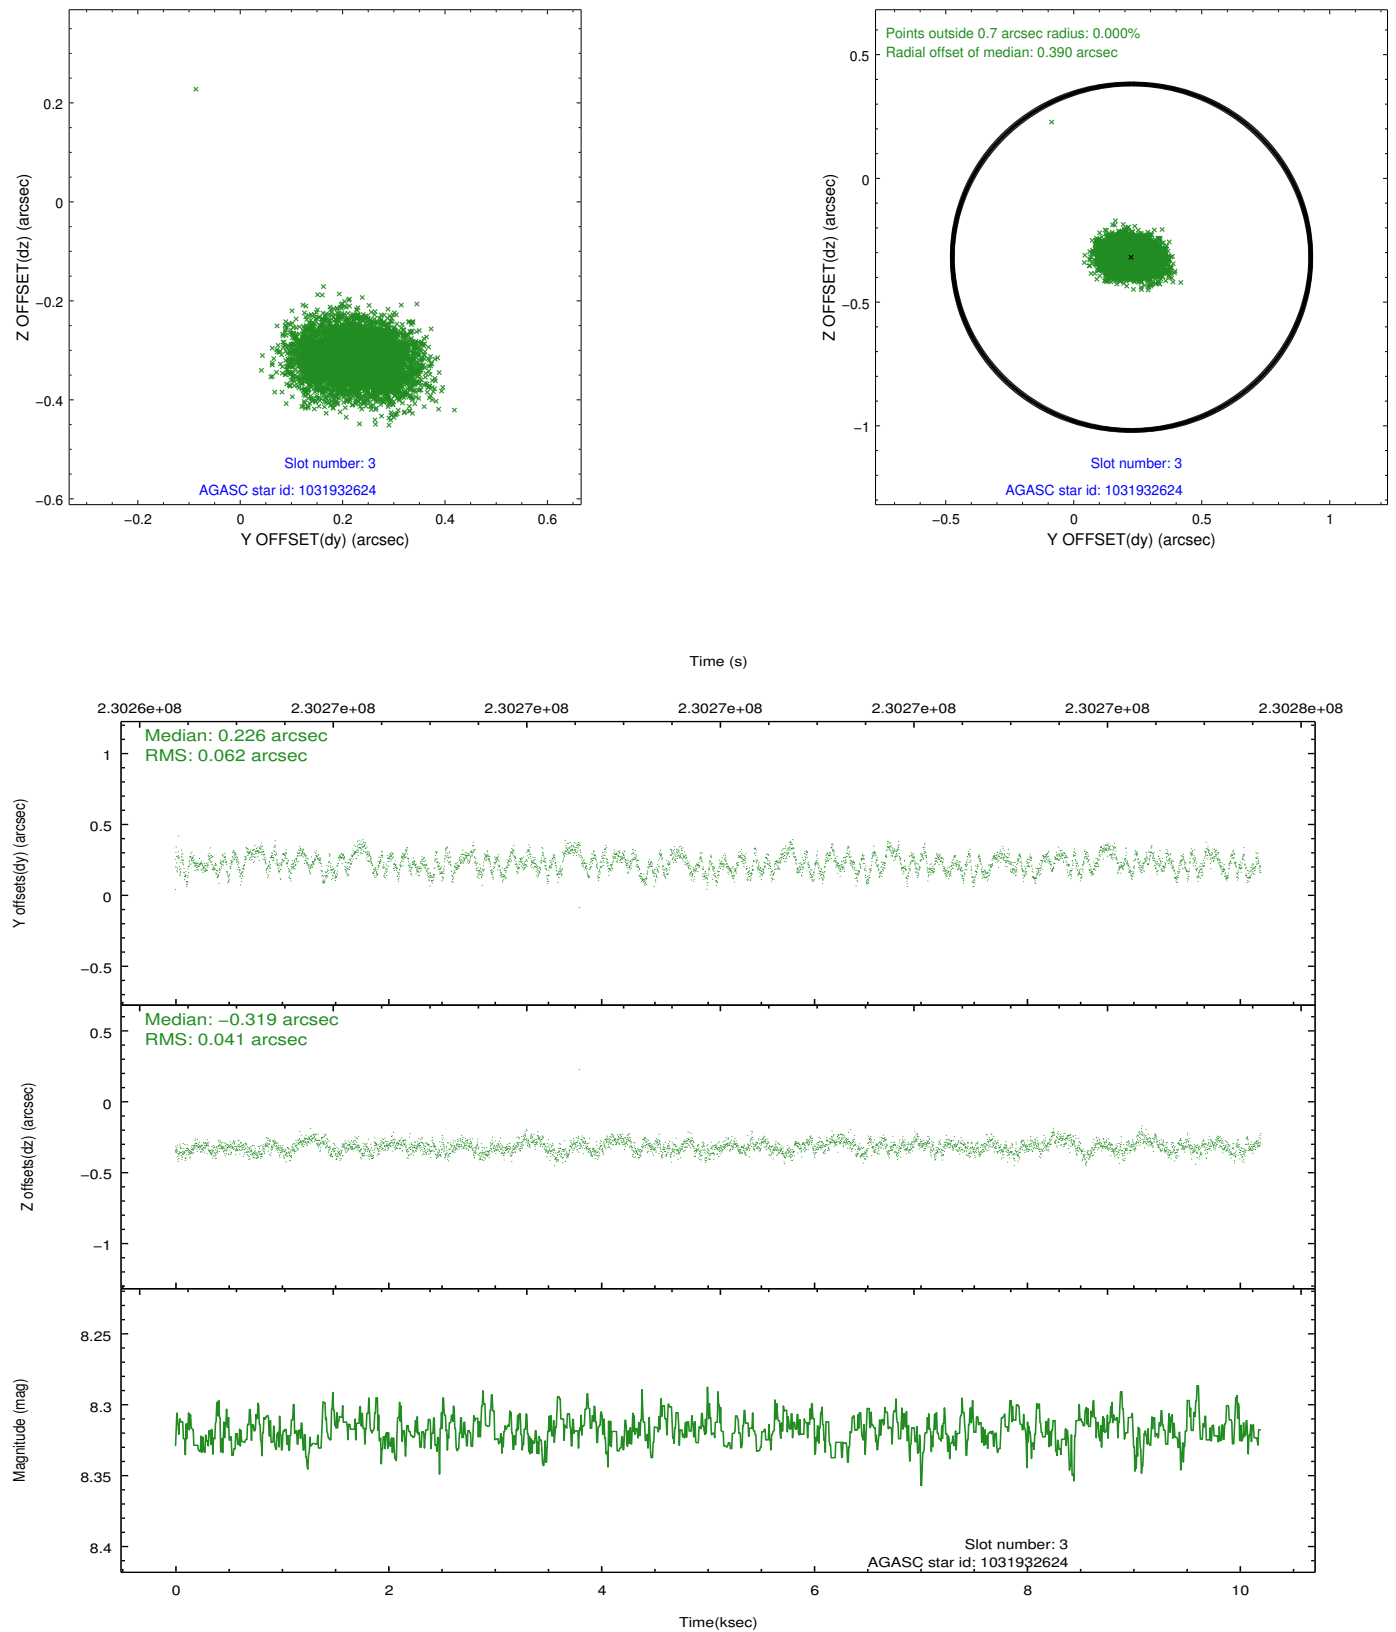 0.2
0
−0.2
−0.4
−0.6
Z OFFSET(dz) (arcsec)
Slot number: 3
AGASC star id: 1031932624
−0.2
0
0.2
0.4
0.6
Y OFFSET(dy) (arcsec)
Points outside 0.7 arcsec radius: 0.000%
Radial offset of median: 0.390 arcsec
0.5
0
−0.5
−1
Z OFFSET(dz) (arcsec)
Slot number: 3
AGASC star id: 1031932624
−0.5
0
0.5
1
Y OFFSET(dy) (arcsec)
Time (s)
2.3026e+08
2.3027e+08
2.3027e+08
2.3027e+08
2.3027e+08
2.3027e+08
2.3028e+08
Median: 0.226 arcsec
RMS: 0.062 arcsec
1
0.5
0
−0.5
Y offsets(dy) (arcsec)
Median: −0.319 arcsec
RMS: 0.041 arcsec
0.5
0
−0.5
−1
Z offsets(dz) (arcsec)
8.25
8.3
8.35
8.4
Magnitude (mag)
Slot number: 3
AGASC star id: 1031932624
0
2
4
6
8
10
Time(ksec)